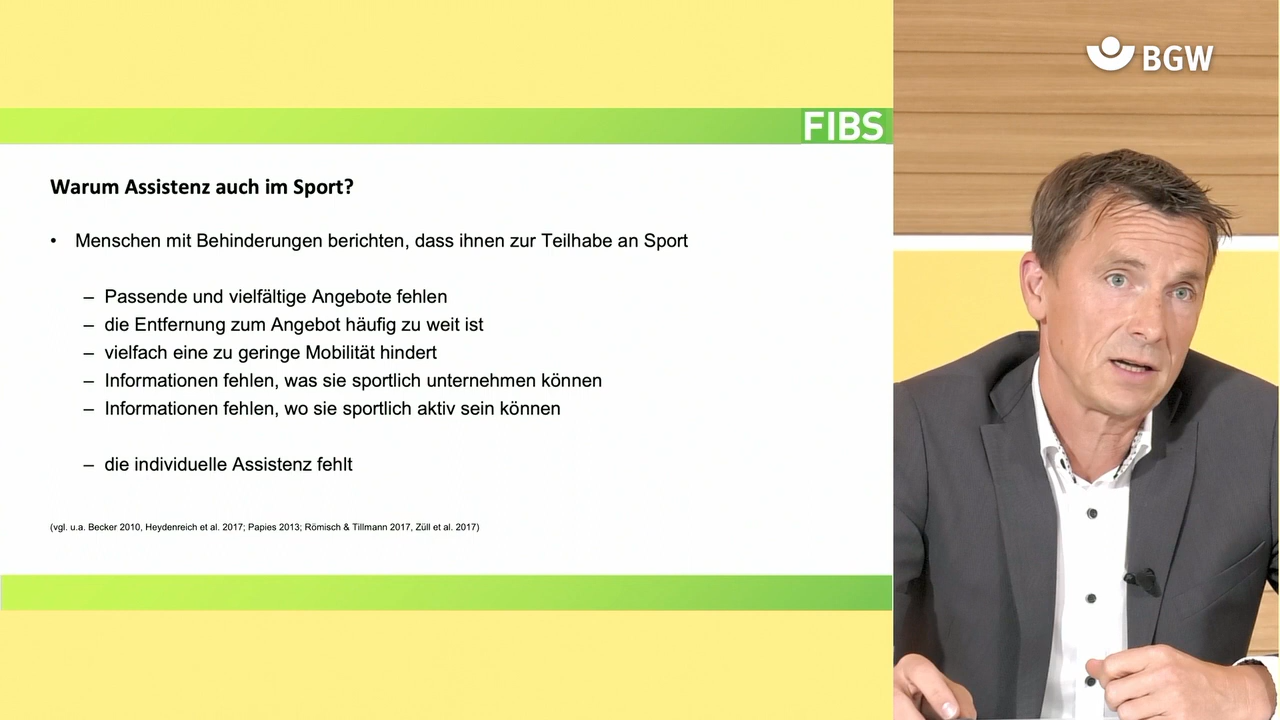 BGW
FIBS
Warum Assistenz auch im Sport?
• Menschen mit Behinderungen berichten, dass ihnen zur Teilhabe an Sport
– Passende und vielfältige Angebote fehlen
– die Entfernung zum Angebot häufig zu weit ist
– vielfach eine zu geringe Mobilität hindert
– Informationen fehlen, was sie sportlich unternehmen können
– Informationen fehlen, wo sie sportlich aktiv sein können
– die individuelle Assistenz fehlt
(vgl. u.a. Becker 2010, Heydenreich et al. 2017; Papies 2013; Römisch & Tillmann 2017, Züll et al. 2017)